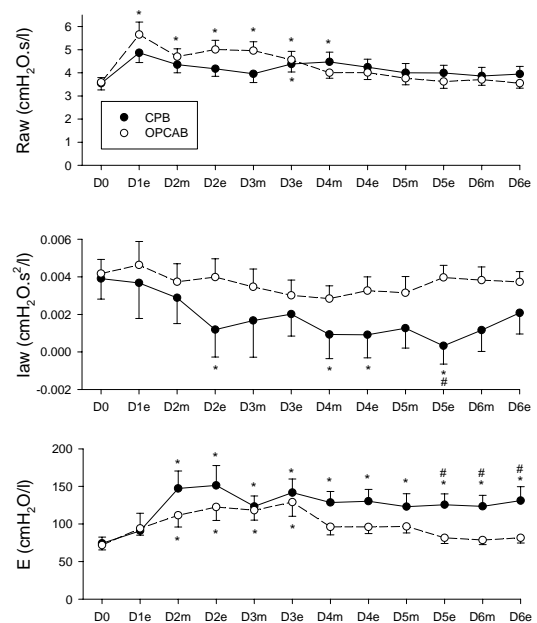 Raw (cmH₂O.s/l)
* * * * * *
6
5
4
3
2
1
0
*
CPB
OPCAB
D0 D1e D2m D2e D3m D3e D4m D4e D5m D5e D6m D6e
Iaw (cmH₂O.s²/l)
0.006
0.004
0.002
0.000
-0.002
* * * *
#
D0 D1e D2m D2e D3m D3e D4m D4e D5m D5e D6m D6e
E (cmH₂O/l)
200
150
100
50
0
# # #
* * * * * * * * * *
* * * *
D0 D1e D2m D2e D3m D3e D4m D4e D5m D5e D6m D6e